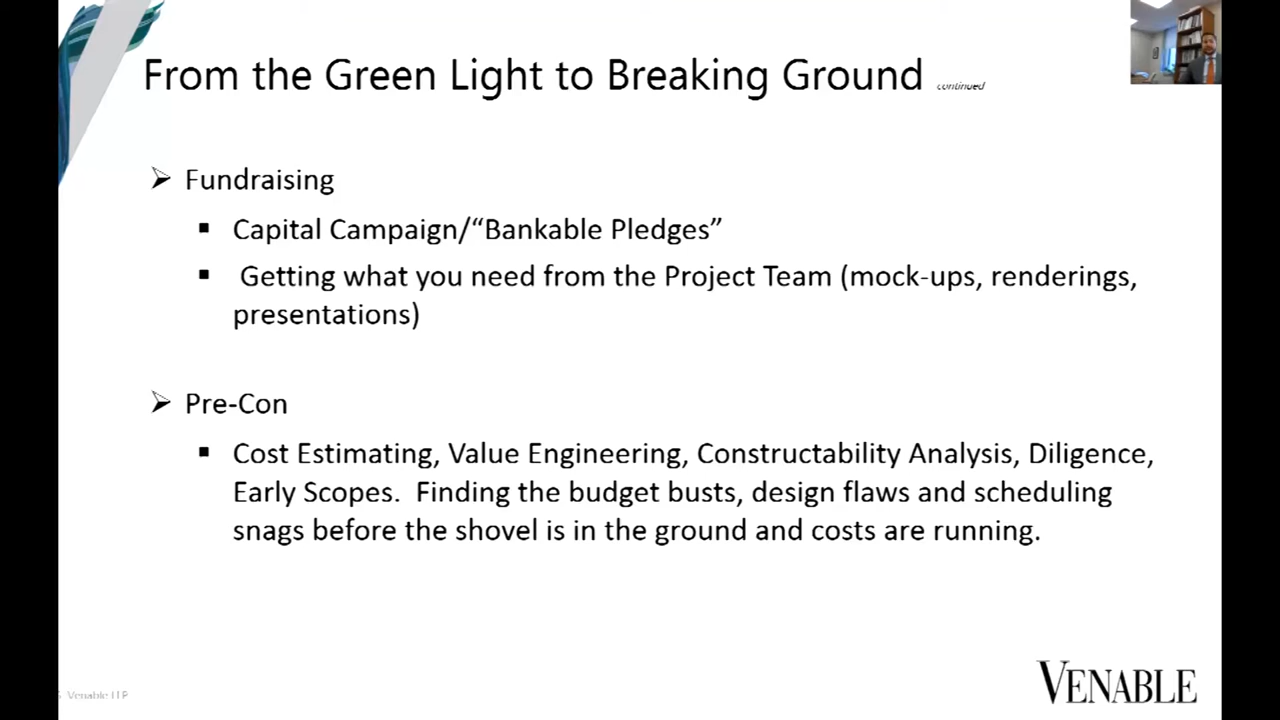 From the Green Light to Breaking Ground continued
➢ Fundraising
▪ Capital Campaign/“Bankable Pledges”
▪ Getting what you need from the Project Team (mock-ups, renderings,
presentations)
➢ Pre-Con
▪ Cost Estimating, Value Engineering, Constructability Analysis, Diligence,
Early Scopes. Finding the budget busts, design flaws and scheduling
snags before the shovel is in the ground and costs are running.
Venable LLP
VENABLE